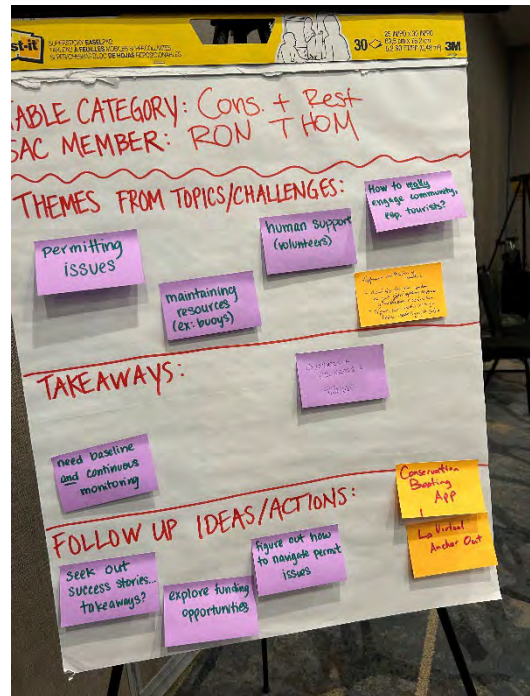 st-it
30
3M
TABLE CATEGORY: Cons. + Rest
SAC MEMBER: RON THOM
THEMES FROM TOPICS/CHALLENGES:
permitting
issues
maintaining
resources
(ex: buoys)
human support
(volunteers)
How to really
engage community,
esp. tourists?
TAKEAWAYS:
need baseline
and continuous
monitoring
FOLLOW UP IDEAS/ACTIONS:
seek out
success stories...
takeaways?
explore funding
opportunities
figure out how
to navigate permit
issues
Conservation
Boating
App
Virtual
Anchor Out